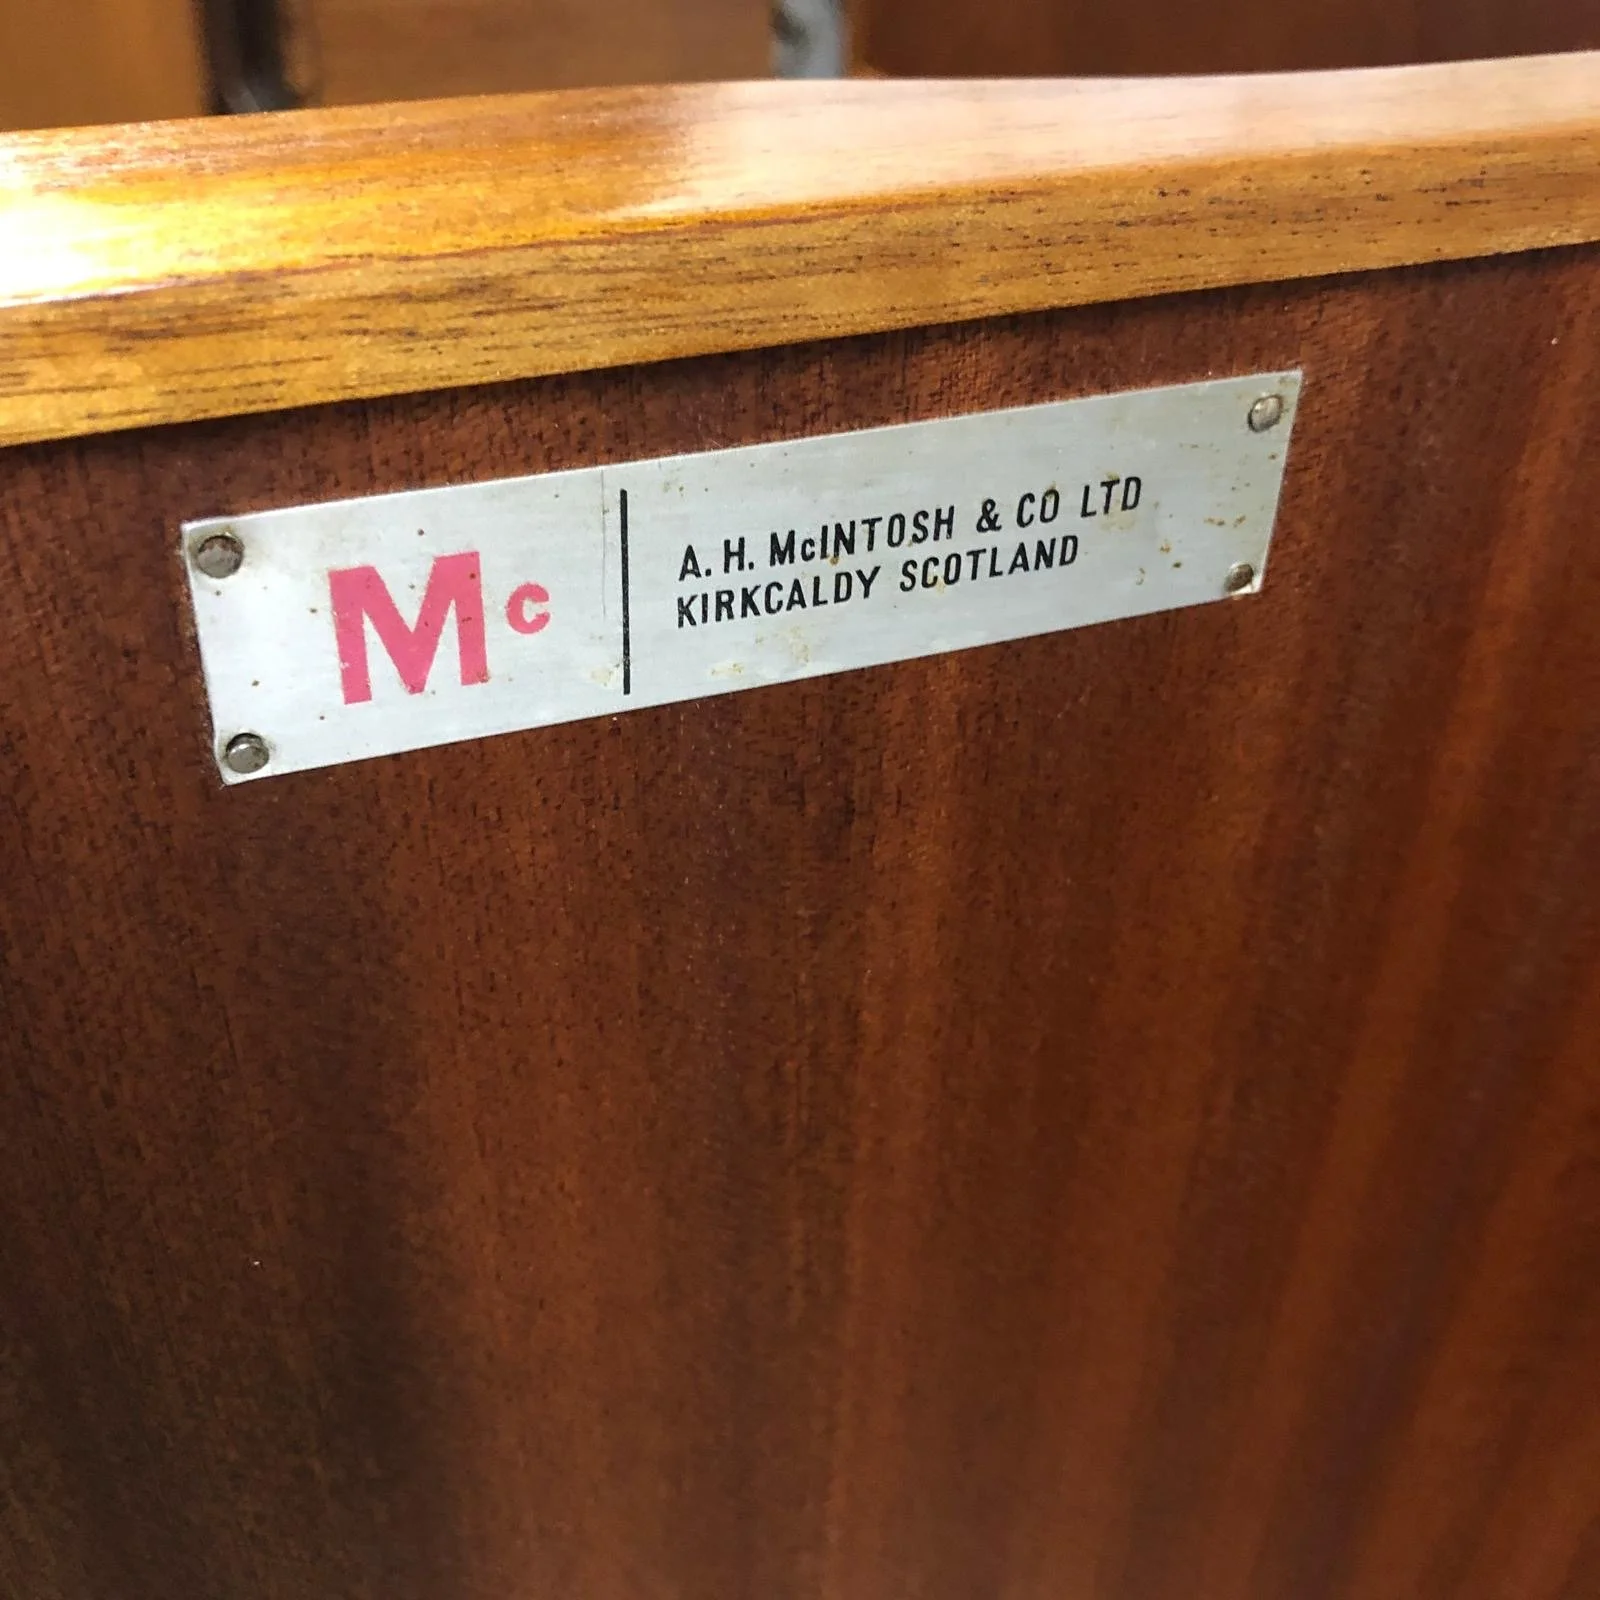 Mc
A. H. McINTOSH & CO LTD
KIRKCALDY SCOTLAND